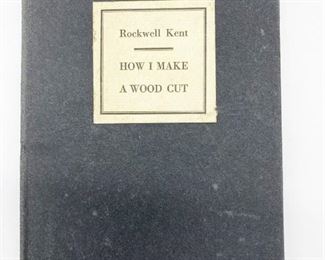 Rockwell Kent
HOW I MAKE
A WOOD CUT